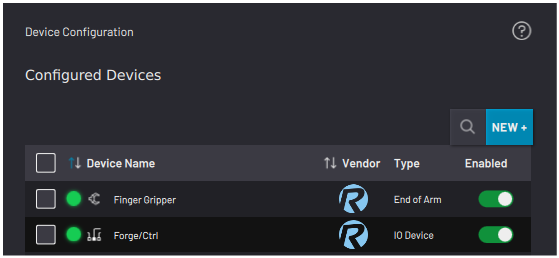 Device Configuration
Configured Devices
NEW +
Device Name Vendor Type Enabled
Finger Gripper R End of Arm
Forge/Ctrl R IO Device